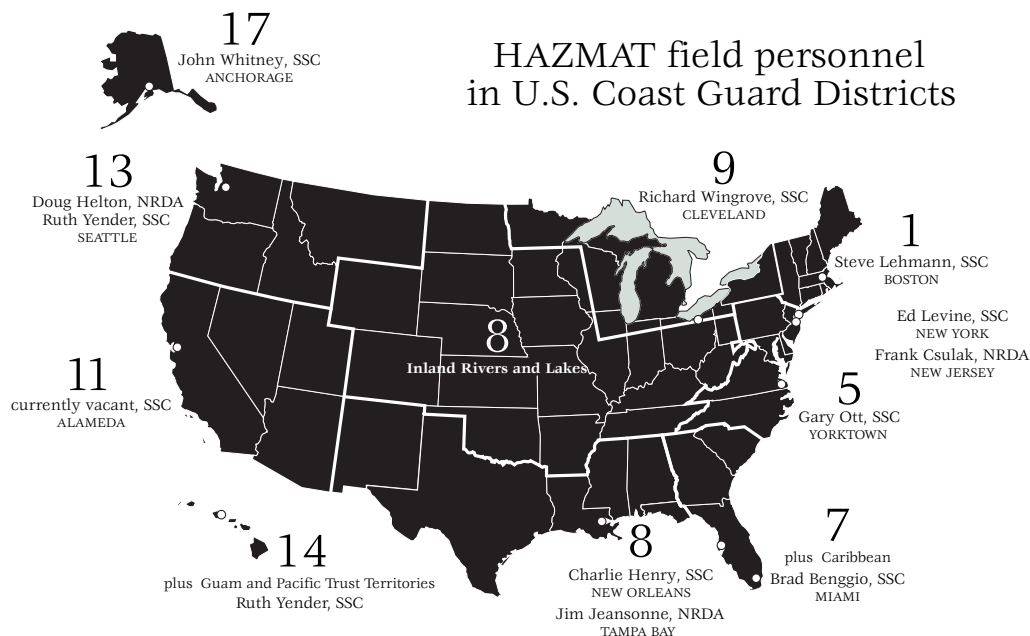 17
John Whitney, SSC
ANCHORAGE
HAZMAT field personnel
in U.S. Coast Guard Districts
13
Doug Helton, NRDA
Ruth Yender, SSC
SEATTLE
9
Richard Wingrove, SSC
CLEVELAND
1
Steve Lehmann, SSC
BOSTON
Ed Levine, SSC
NEW YORK
Frank Csulak, NRDA
NEW JERSEY
8
Inland Rivers and Lakes
11
currently vacant, SSC
ALAMEDA
5
Gary Ott, SSC
YORKTOWN
14
plus Guam and Pacific Trust Territories
Ruth Yender, SSC
8
Charlie Henry, SSC
NEW ORLEANS
Jim Jeansonne, NRDA
TAMPA BAY
7
plus Caribbean
Brad Benggio, SSC
MIAMI